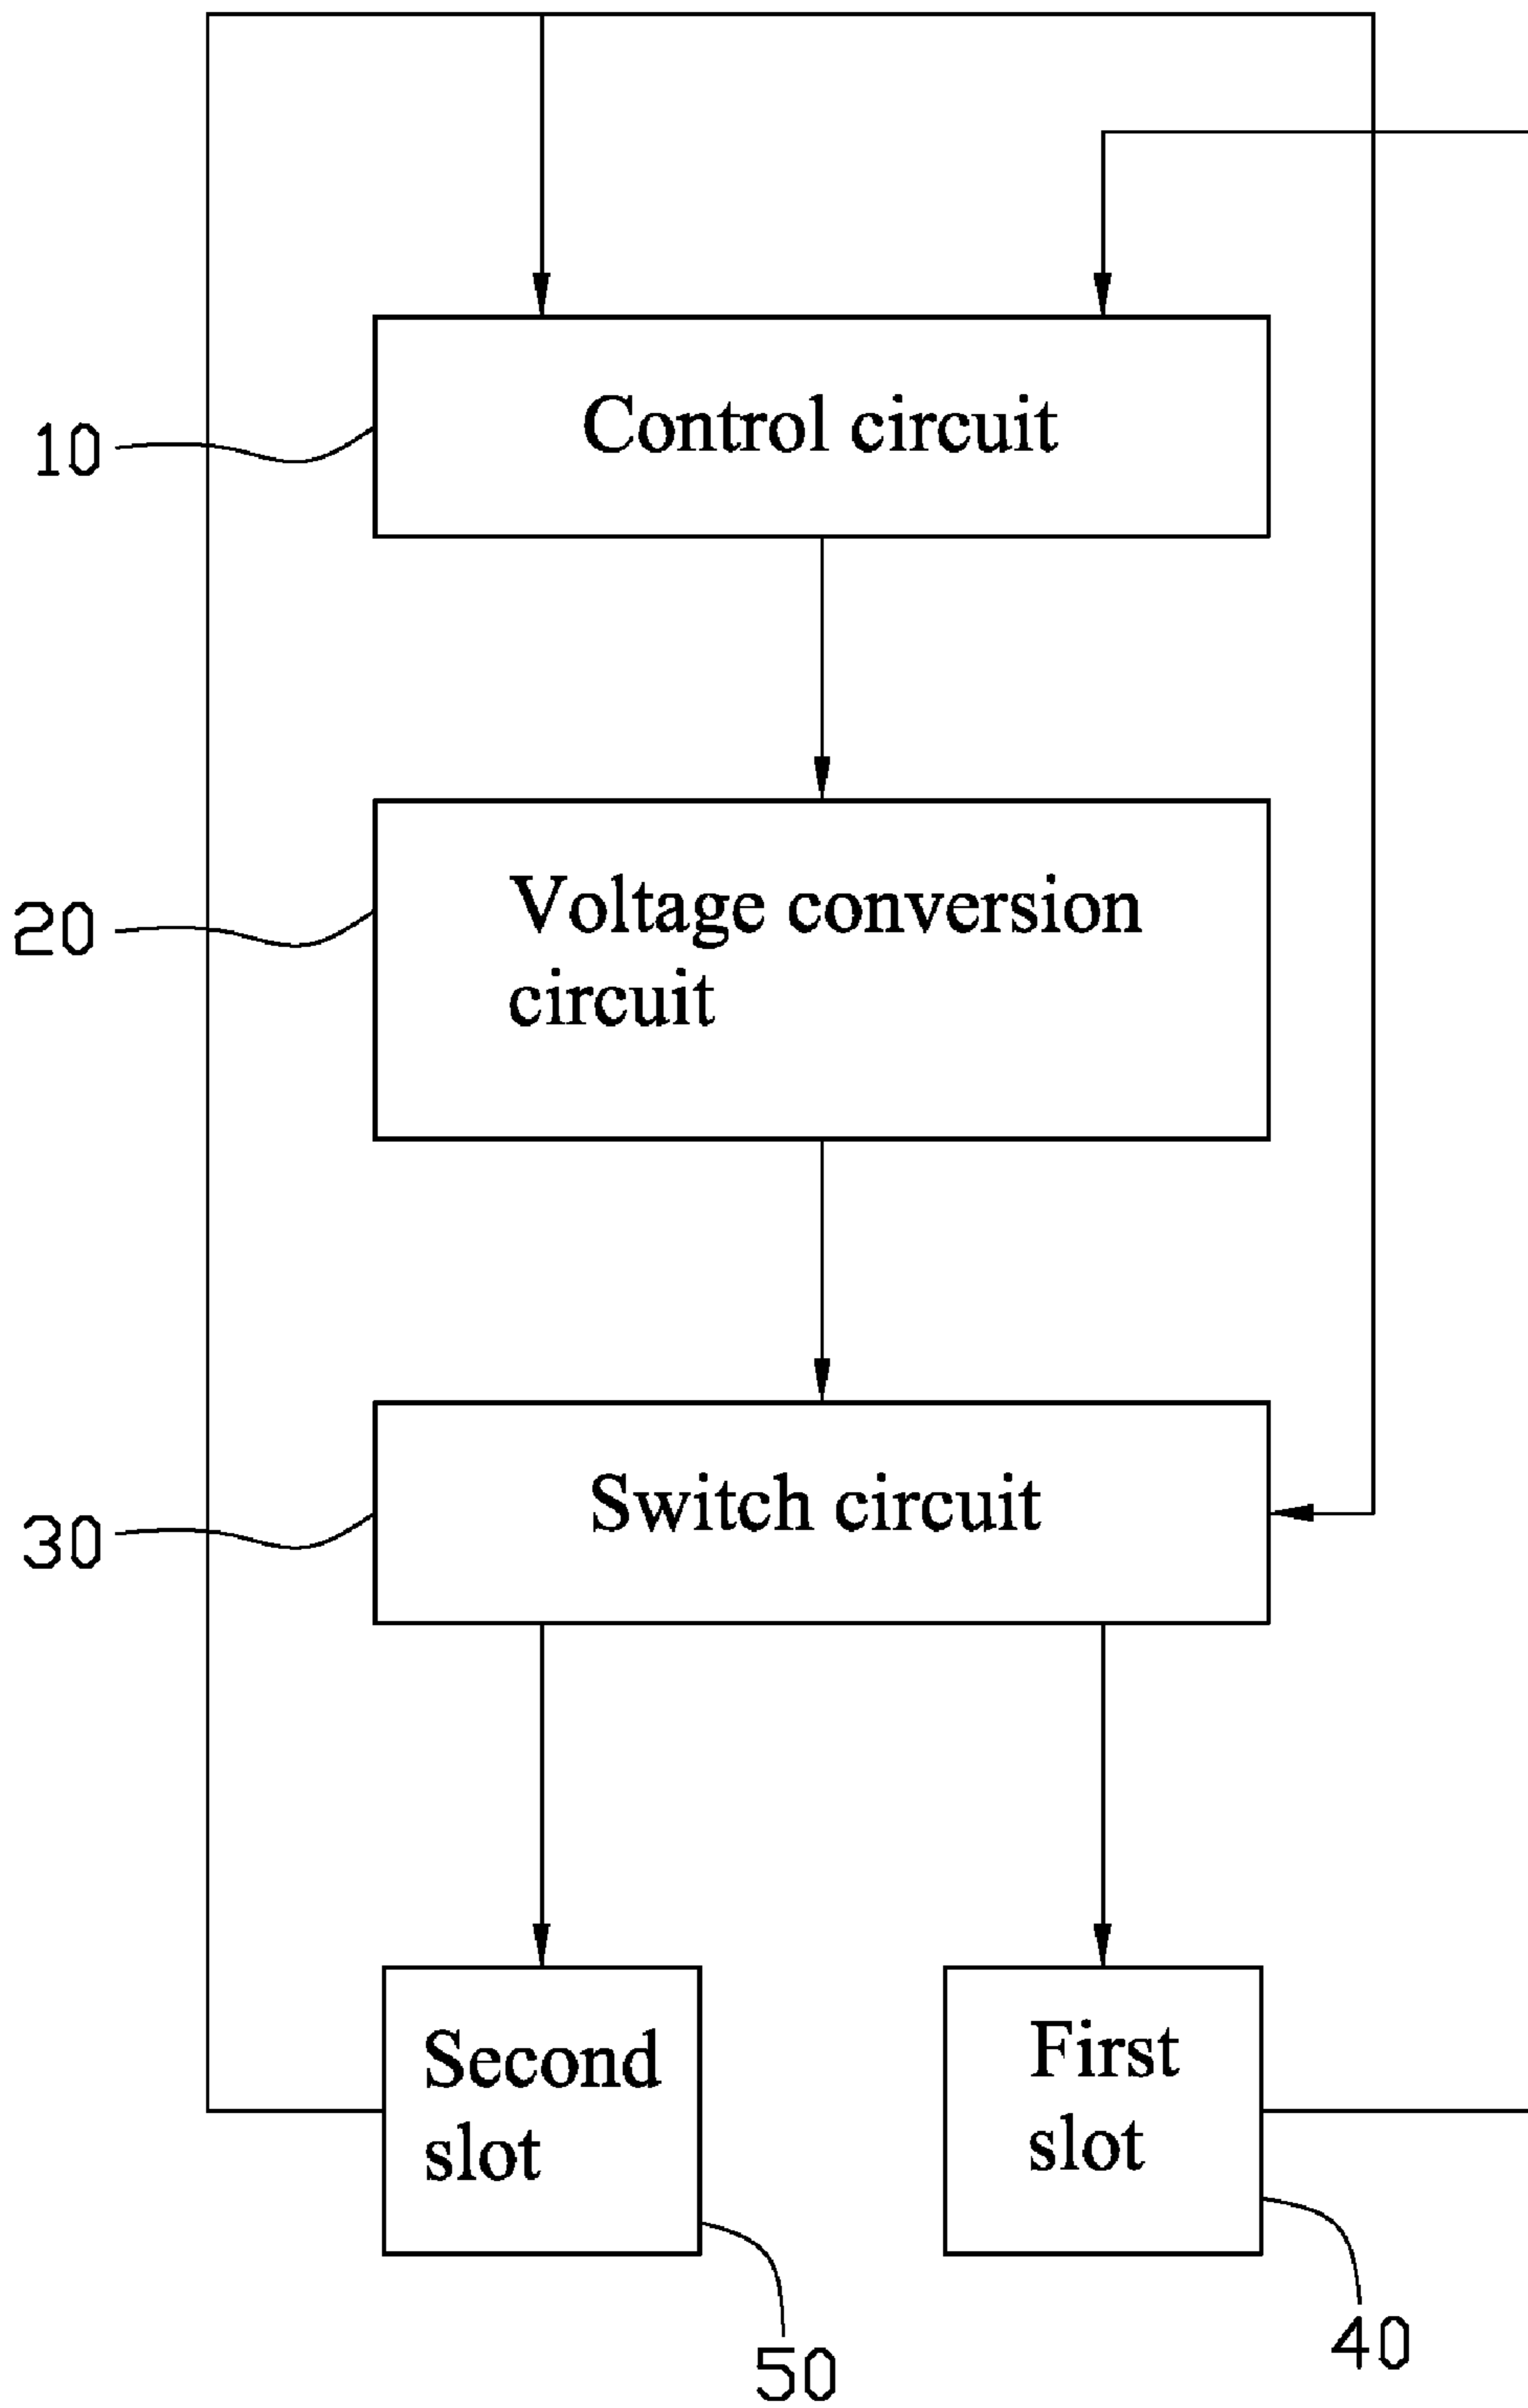 10
Control circuit
20
Voltage conversion
circuit
30
Switch circuit
Second
slot
First
slot
50
40